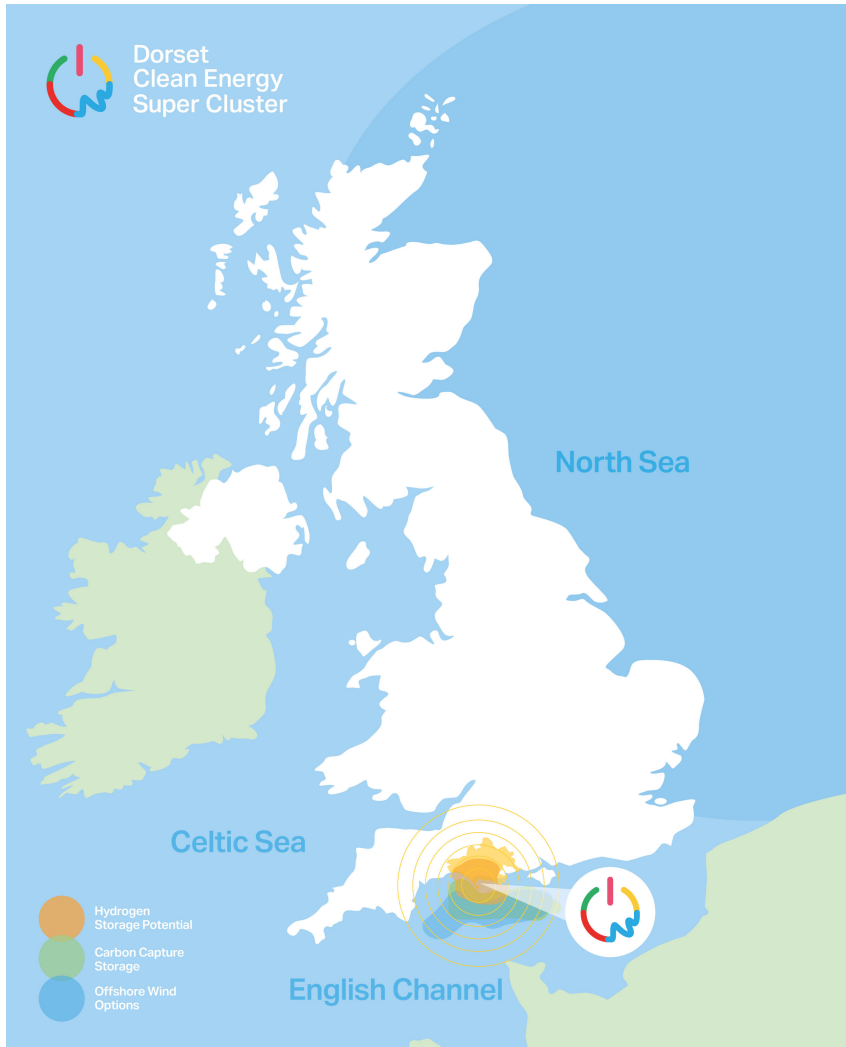 Dorset
Clean Energy
Super Cluster
North Sea
Celtic Sea
Hydrogen
Storage Potential
Carbon Capture
Storage
Offshore Wind
Options
English Channel